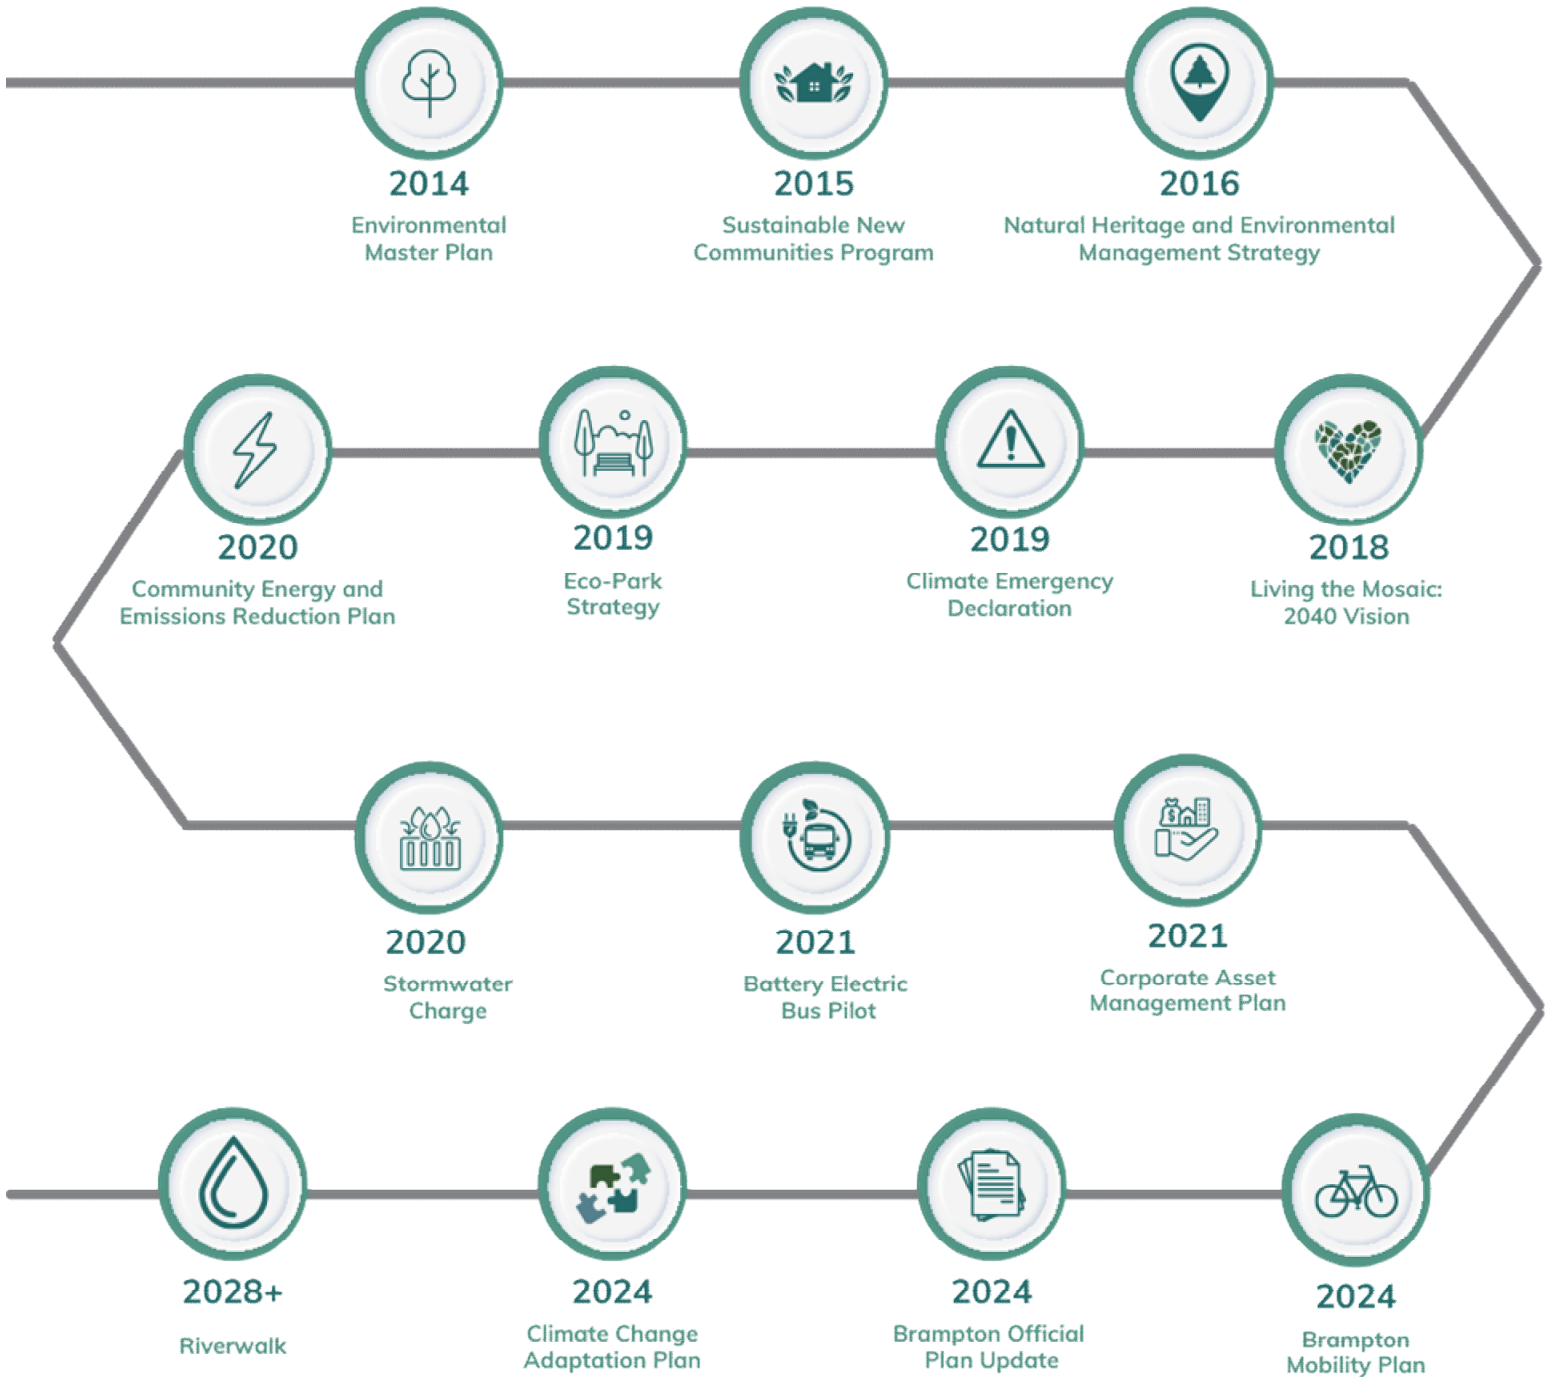 2014
Environmental
Master Plan
2015
Sustainable New
Communities Program
2016
Natural Heritage and Environmental
Management Strategy
2018
Living the Mosaic:
2040 Vision
2019
Climate Emergency
Declaration
2019
Eco-Park
Strategy
2020
Community Energy and
Emissions Reduction Plan
2020
Stormwater
Charge
2021
Battery Electric
Bus Pilot
2021
Corporate Asset
Management Plan
2024
Brampton
Mobility Plan
2024
Brampton Official
Plan Update
2024
Climate Change
Adaptation Plan
2028+
Riverwalk